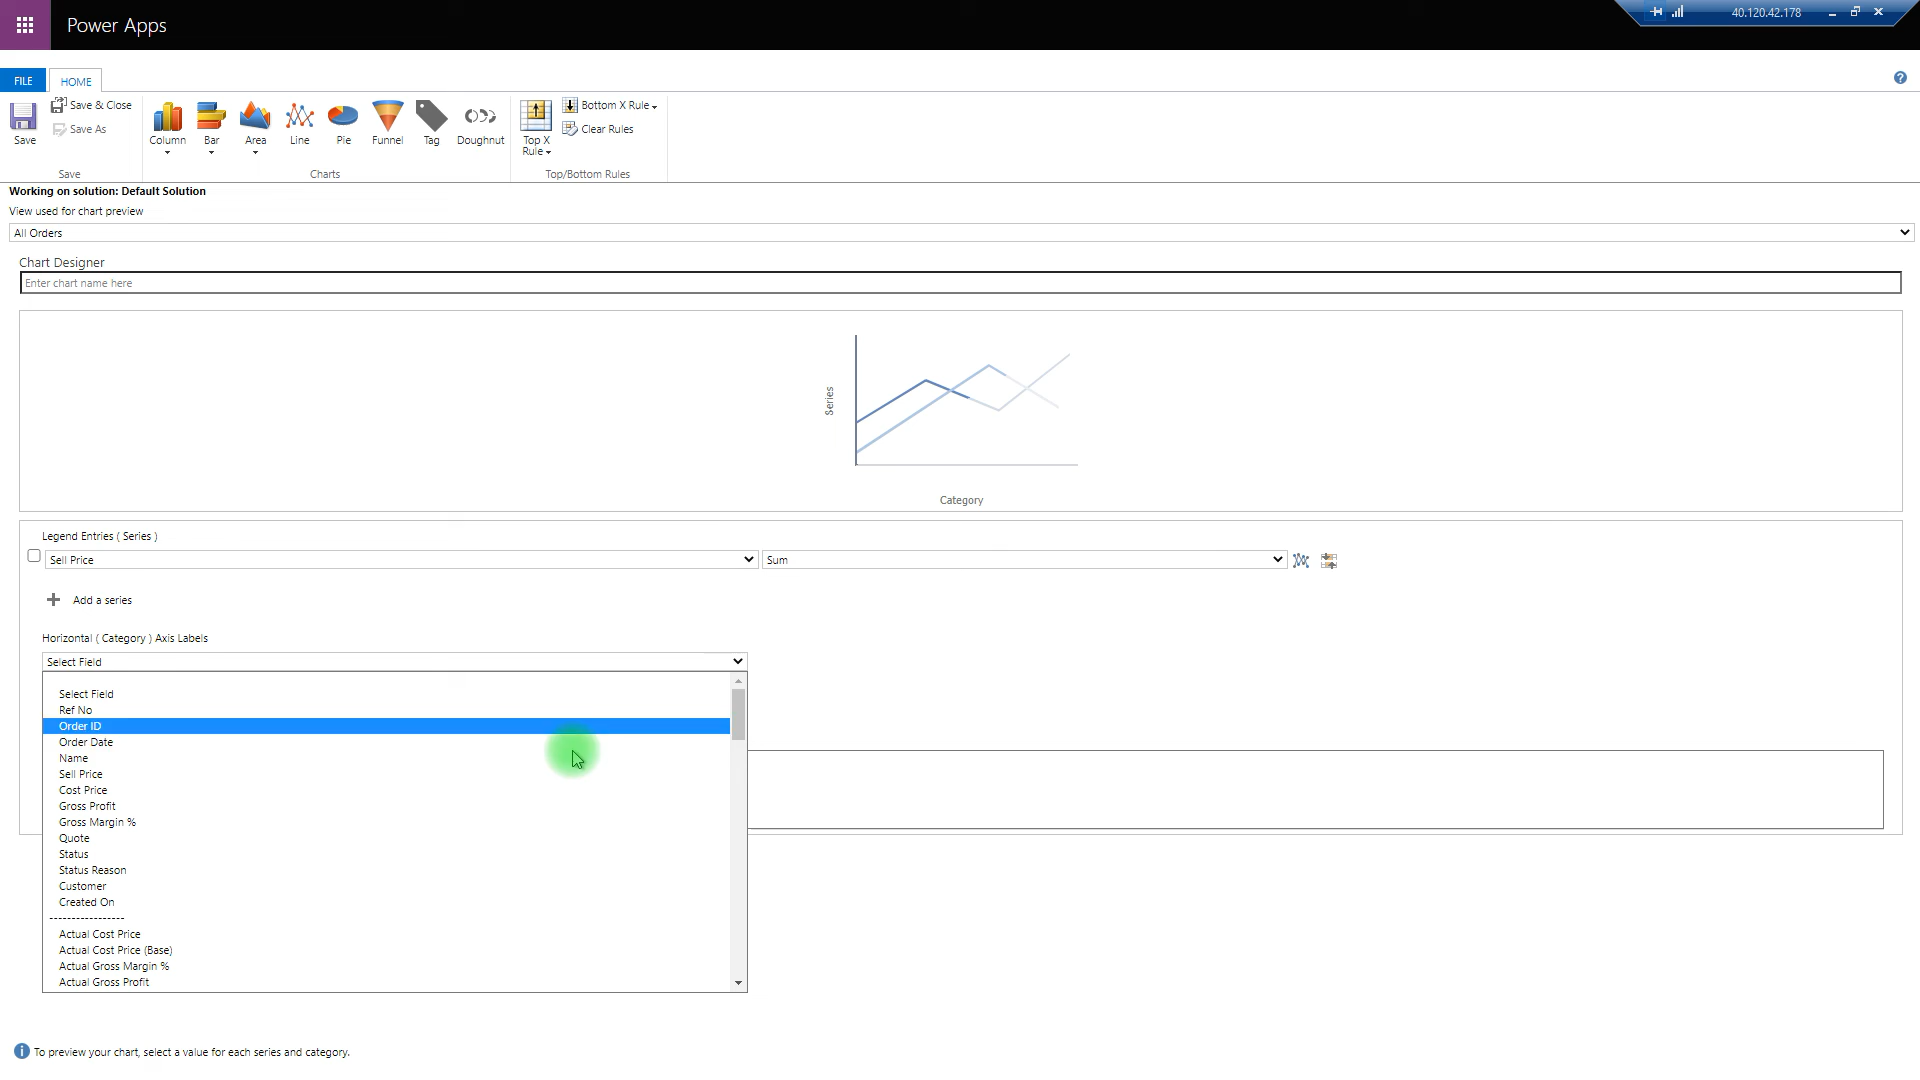 Power Apps
40.120.42.178
FILE
HOME
Save
Save & Close
Save As
Save
Column
Bar
Area
Line
Pie
Funnel
Tag
Doughnut
Charts
Top X
Rule
Bottom X Rule
Clear Rules
Top/Bottom Rules
Working on solution: Default Solution
View used for chart preview
All Orders
Chart Designer
Enter chart name here
Series
Category
Legend Entries ( Series )
Sell Price
Sum
Add a series
Horizontal ( Category ) Axis Labels
Select Field
Select Field
Ref No
Order ID
Order Date
Name
Sell Price
Cost Price
Gross Profit
Gross Margin %
Quote
Status
Status Reason
Customer
Created On
-----------------
Actual Cost Price
Actual Cost Price (Base)
Actual Gross Margin %
Actual Gross Profit
To preview your chart, select a value for each series and category.